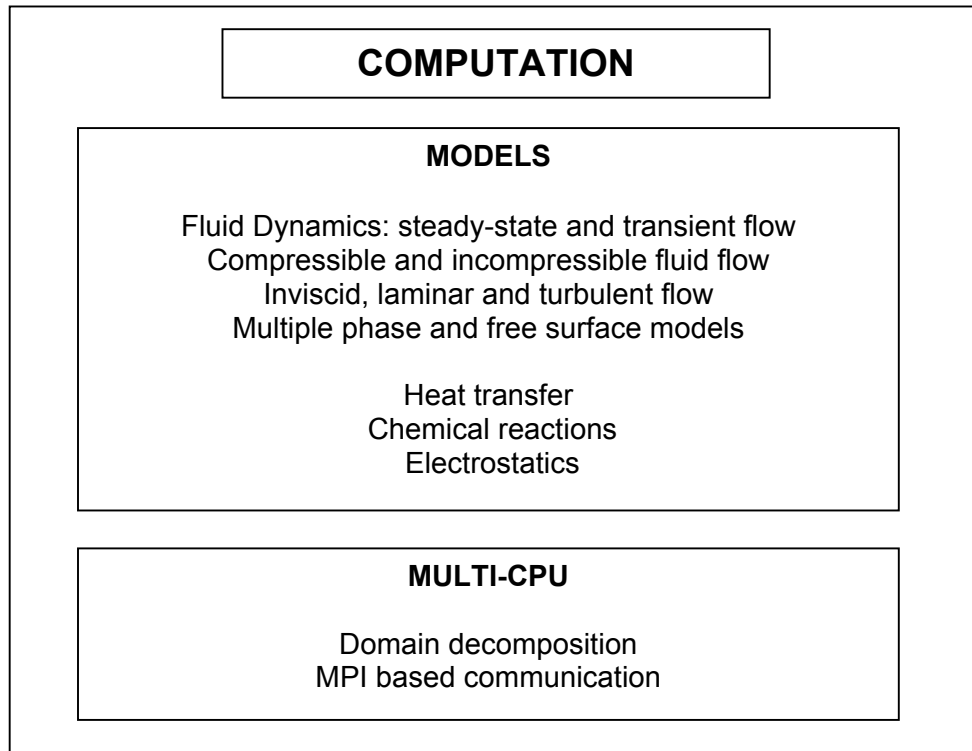 COMPUTATION
MODELS
Fluid Dynamics: steady-state and transient flow
Compressible and incompressible fluid flow
Inviscid, laminar and turbulent flow
Multiple phase and free surface models
Heat transfer
Chemical reactions
Electrostatics
MULTI-CPU
Domain decomposition
MPI based communication